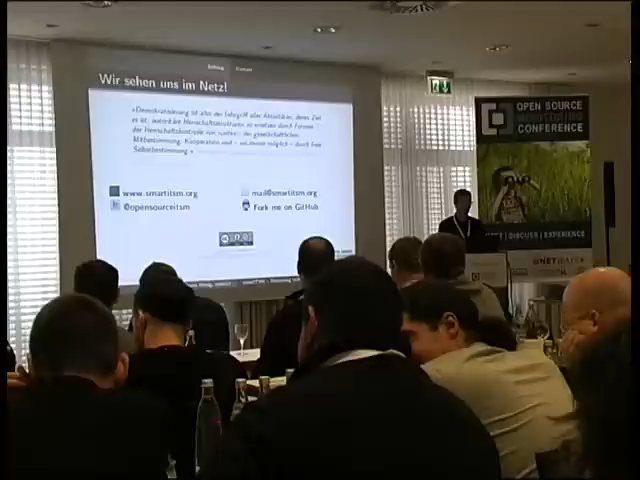 Wir sehen uns im Netz!
»Demokratisierung ist also der Inbegriff aller Aktivitäten, deren Ziel
es ist, autoritäre Herrschaftsstrukturen zu ersetzen durch Formen
der Herrschaftskontrolle von »unten«, der gesellschaftlichen
Mitbestimmung, Kooperation und – wo immer möglich – durch freie
Selbstbestimmung.«
www.smartitsm.org
mail@smartitsm.org
@opensourceitsm
Fork me on GitHub
OPEN SOURCE
MONITORING
CONFERENCE
| DISCUSS | EXPERIENCE
NETWAYS